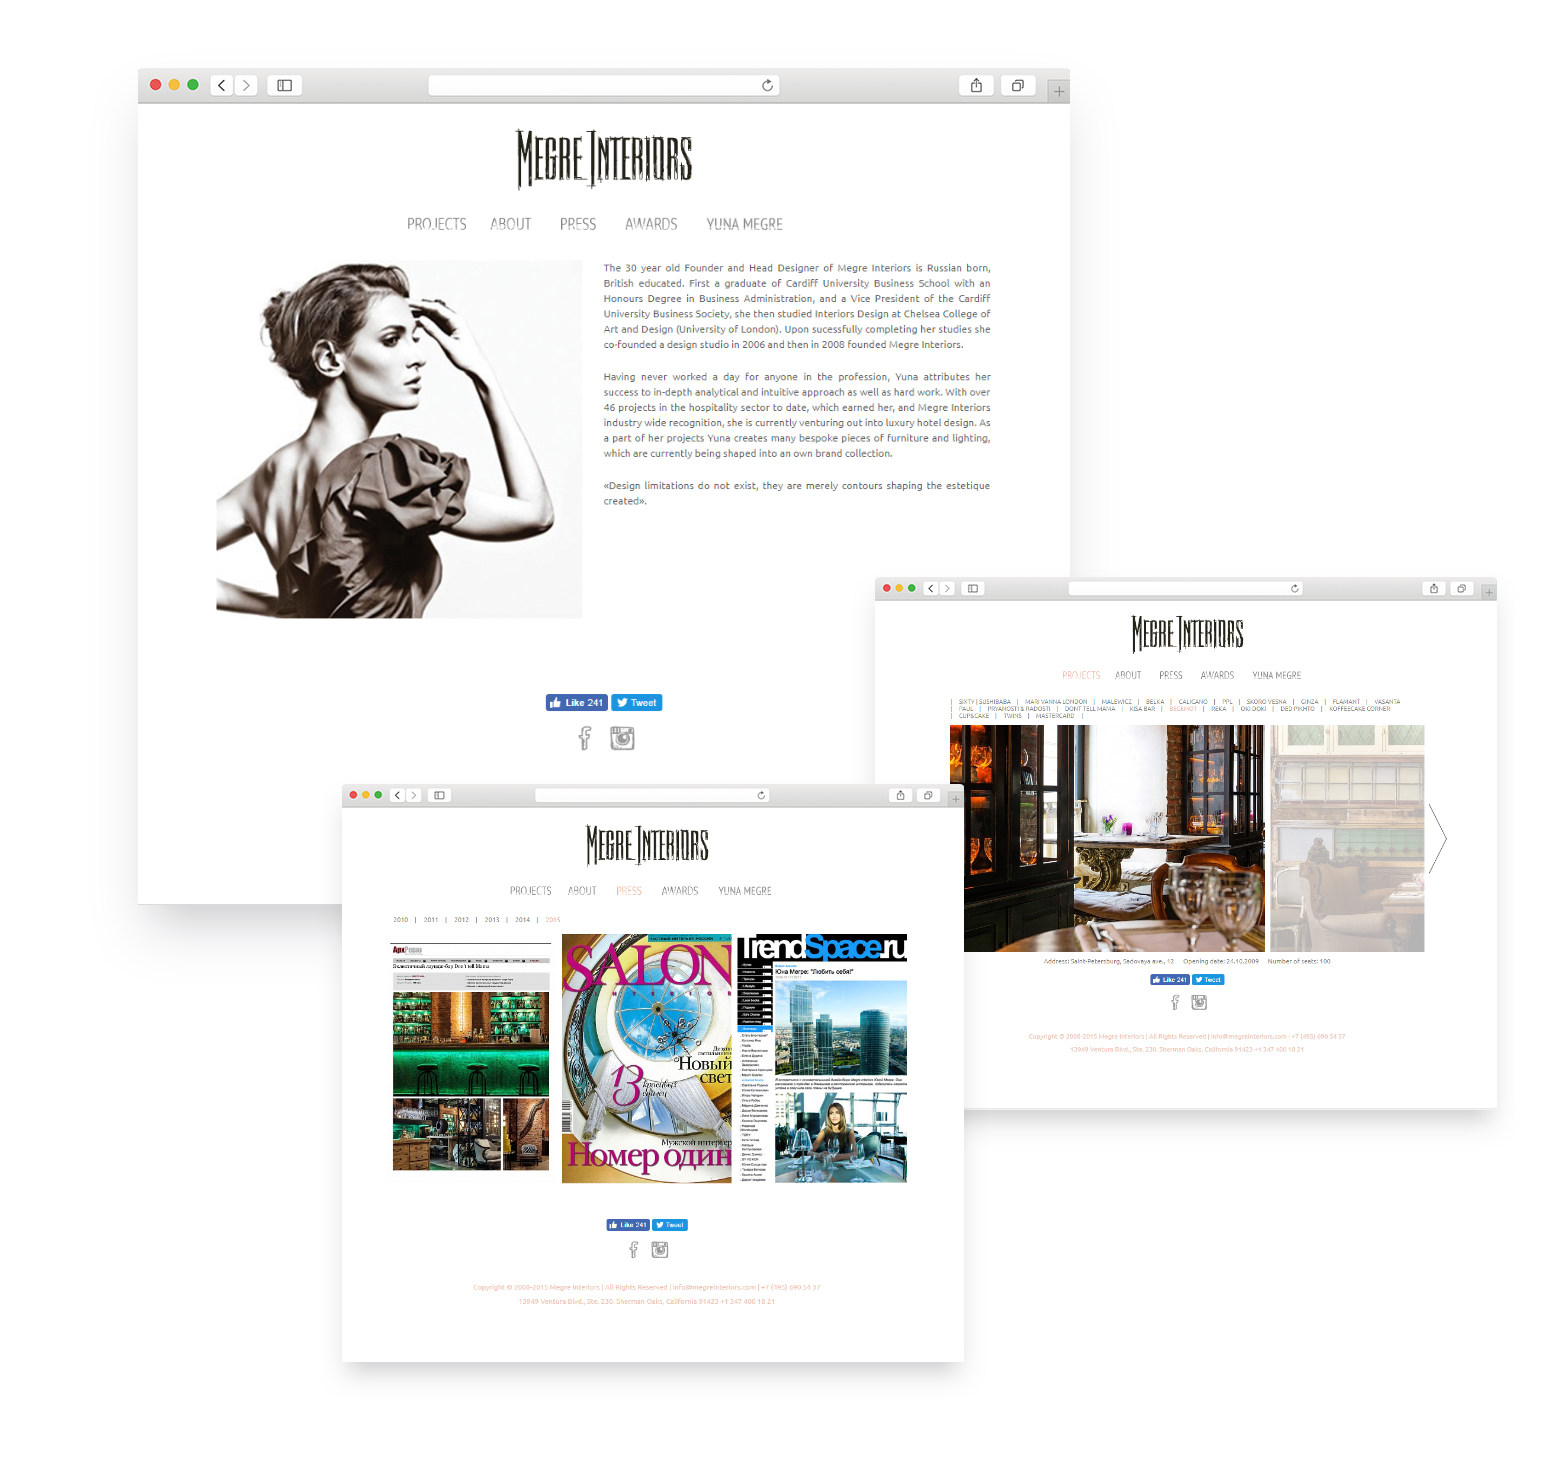 MEGRE INTERIORS
PROJECTS ABOUT PRESS AWARDS YUNA MEGRE
The 30 year old Founder and Head Designer of Megre Interiors is Russian born,
British educated. First a graduate of Cardiff University Business School with an
Honours Degree in Business Administration, and a Vice President of the Cardiff
University Business Society, she then studied Interiors Design at Chelsea College of
Art and Design (University of London). Upon sucessfully completing her studies she
co-founded a design studio in 2006 and then in 2008 founded Megre Interiors.
Having never worked a day for anyone in the profession, Yuna attributes her
success to in-depth analytical and intuitive approach as well as hard work. With over
46 projects in the hospitality sector to date, which earned her, and Megre Interiors
industry wide recognition, she is currently venturing out into luxury hotel design. As
a part of her projects Yuna creates many bespoke pieces of furniture and lighting,
which are currently being shaped into an own brand collection.
«Design limitations do not exist, they are merely contours shaping the estetique
created».
Like 241 Tweet
MEGRE INTERIORS
PROJECTS ABOUT PRESS AWARDS YUNA MEGRE
| SIXTY | SUSHIBABA | MARI VANNA LONDON | MALEWICZ | BELKA | CALICANO | PPL | SKORO VESNA | GINZA | FLAMANT | VASANTA
| PAUL | PRYANOSTI & RADOSTI | DONT TELL MAMA | KISA BAR | BEGEMOT | REKA | OKI DOKI | DED PIKHTO | KOFFEECAKE CORNER
| CUP&CAKE | TWINS | MASTERCARD |
Address: Saint-Petersburg, Sadovaya ave., 12 Opening date: 24.10.2009 Number of seats: 100
Like 241 Tweet
Copyright © 2008-2015 Megre Interiors | All Rights Reserved | info@megreinteriors.com | +7 (495) 690 54 37
13949 Ventura Blvd., Ste. 230. Sherman Oaks, California 91423 +1 347 400 18 21
MEGRE INTERIORS
PROJECTS ABOUT PRESS AWARDS YUNA MEGRE
2010 | 2011 | 2012 | 2013 | 2014 | 2015
Эклектичный лаундж-бар Don't tell Mama
SALON
INTERIOR
Новый
свет
13 красивых
Мужской интерьер
Номер один
TrendSpace.ru
Юна Мегре: "Любить себя!"
Like 241 Tweet
Copyright © 2008-2015 Megre Interiors | All Rights Reserved | info@megreinteriors.com | +7 (495) 690 54 37
13949 Ventura Blvd., Ste. 230. Sherman Oaks, California 91423 +1 347 400 18 21